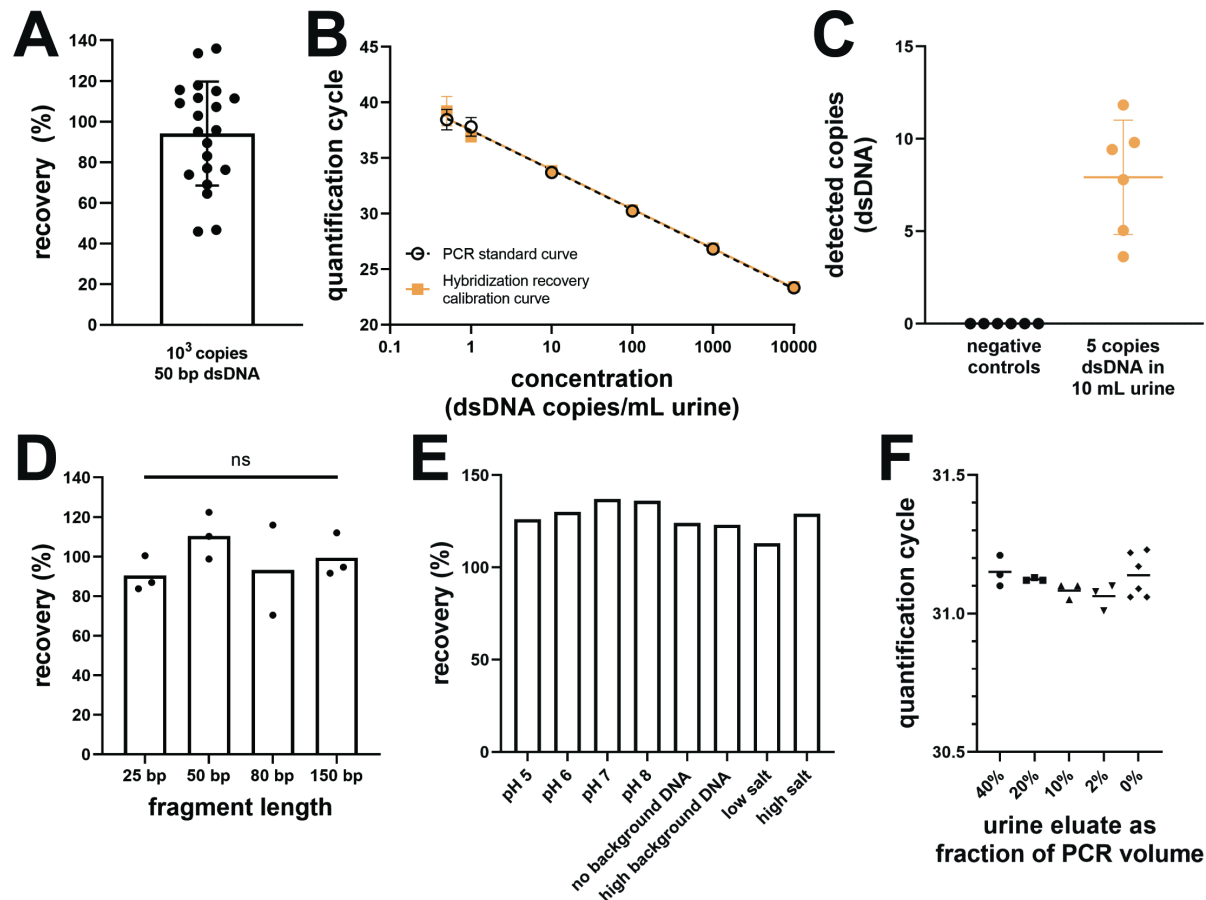 A
recovery (%)
140
120
100
80
60
40
20
0
10³ copies
50 bp dsDNA
B
quantification cycle
45
40
35
30
25
20
PCR standard curve
Hybridization recovery
calibration curve
0.1
1
10
100
1000
10000
concentration
(dsDNA copies/mL urine)
C
detected copies
(dsDNA)
15
10
5
0
negative
controls
5 copies
dsDNA in
10 mL urine
D
ns
recovery (%)
140
120
100
80
60
40
20
0
25 bp
50 bp
80 bp
150 bp
fragment length
E
recovery (%)
150
100
50
0
pH 5
pH 6
pH 7
pH 8
no background DNA
high background DNA
low salt
high salt
F
quantification cycle
31.5
31.0
30.5
40%
20%
10%
2%
0%
urine eluate as
fraction of PCR volume